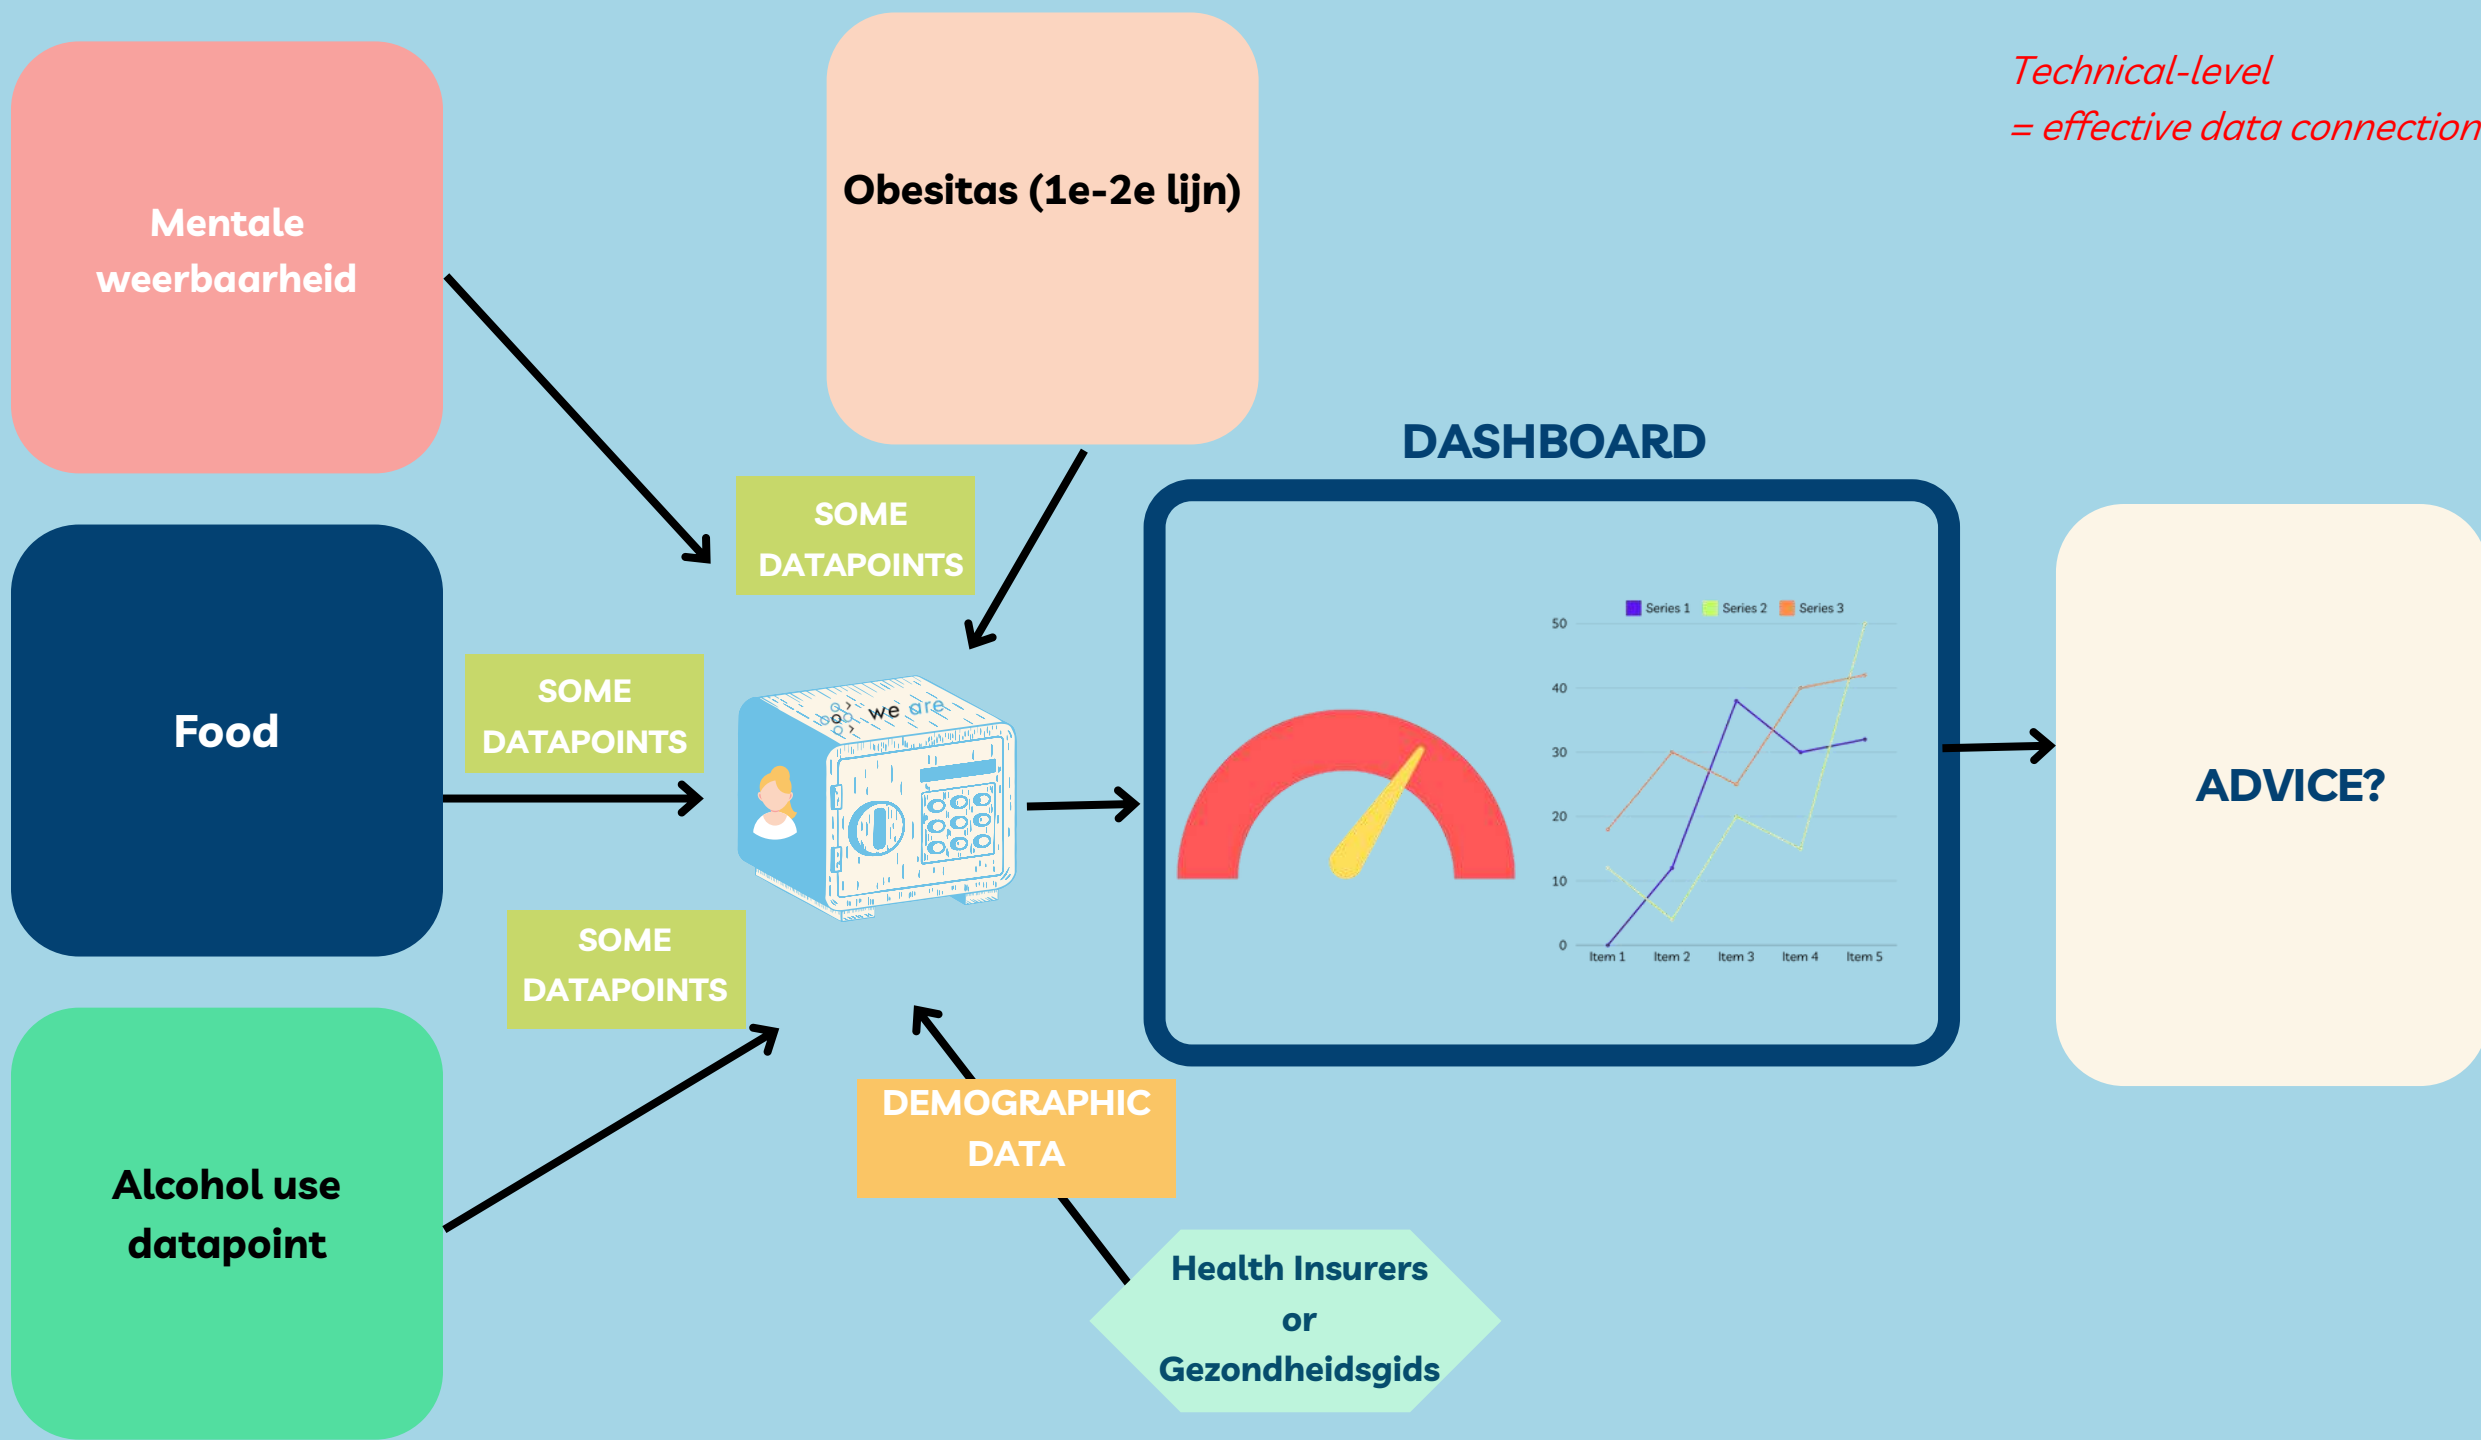 Technical-level
= effective data connection
Mentale
weerbaarheid
Obesitas (1e-2e lijn)
SOME
DATAPOINTS
DASHBOARD
Food
SOME
DATAPOINTS
we are
Series 1 Series 2 Series 3
50
40
30
20
10
0
Item 1 Item 2 Item 3 Item 4 Item 5
ADVICE?
SOME
DATAPOINTS
Alcohol use
datapoint
DEMOGRAPHIC
DATA
Health Insurers
or
Gezondheidsgids